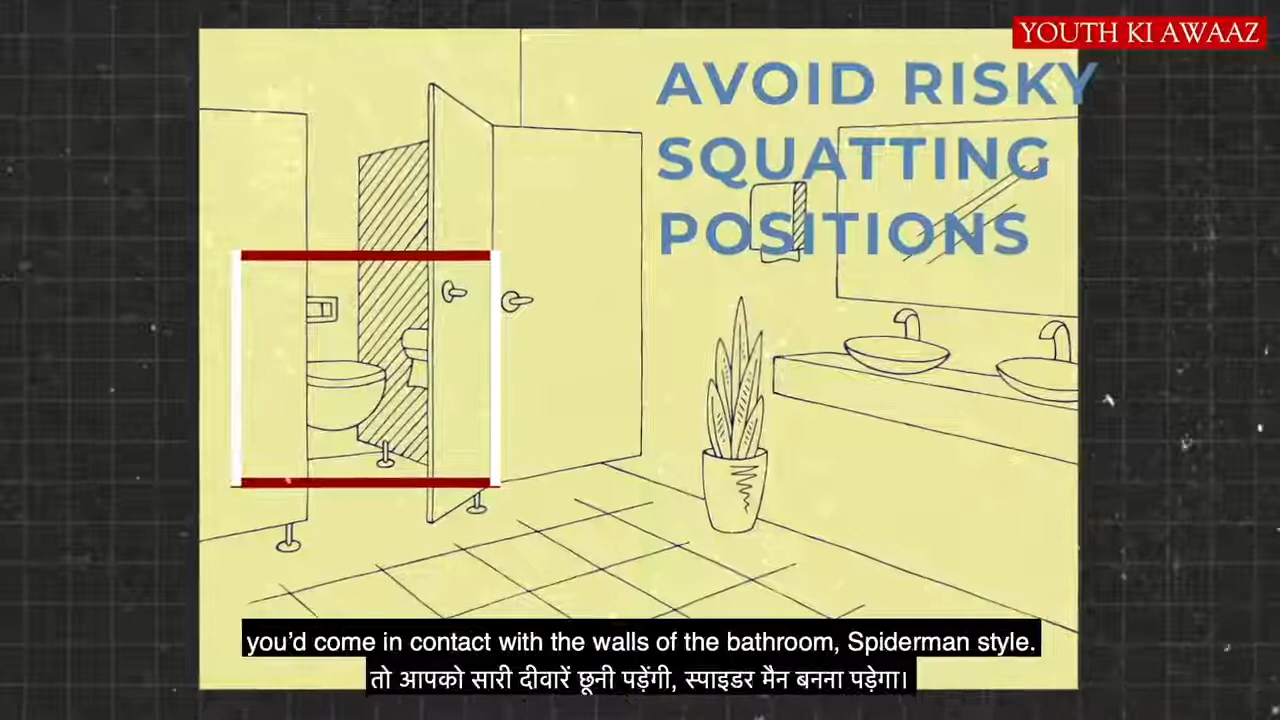 YOUTH KI AWAAZ
AVOID RISKY
SQUATTING
POSITIONS
you’d come in contact with the walls of the bathroom, Spiderman style.
तो आपको सारी दीवारें छूनी पड़ेंगी, स्पाइडर मैन बनना पड़ेगा।